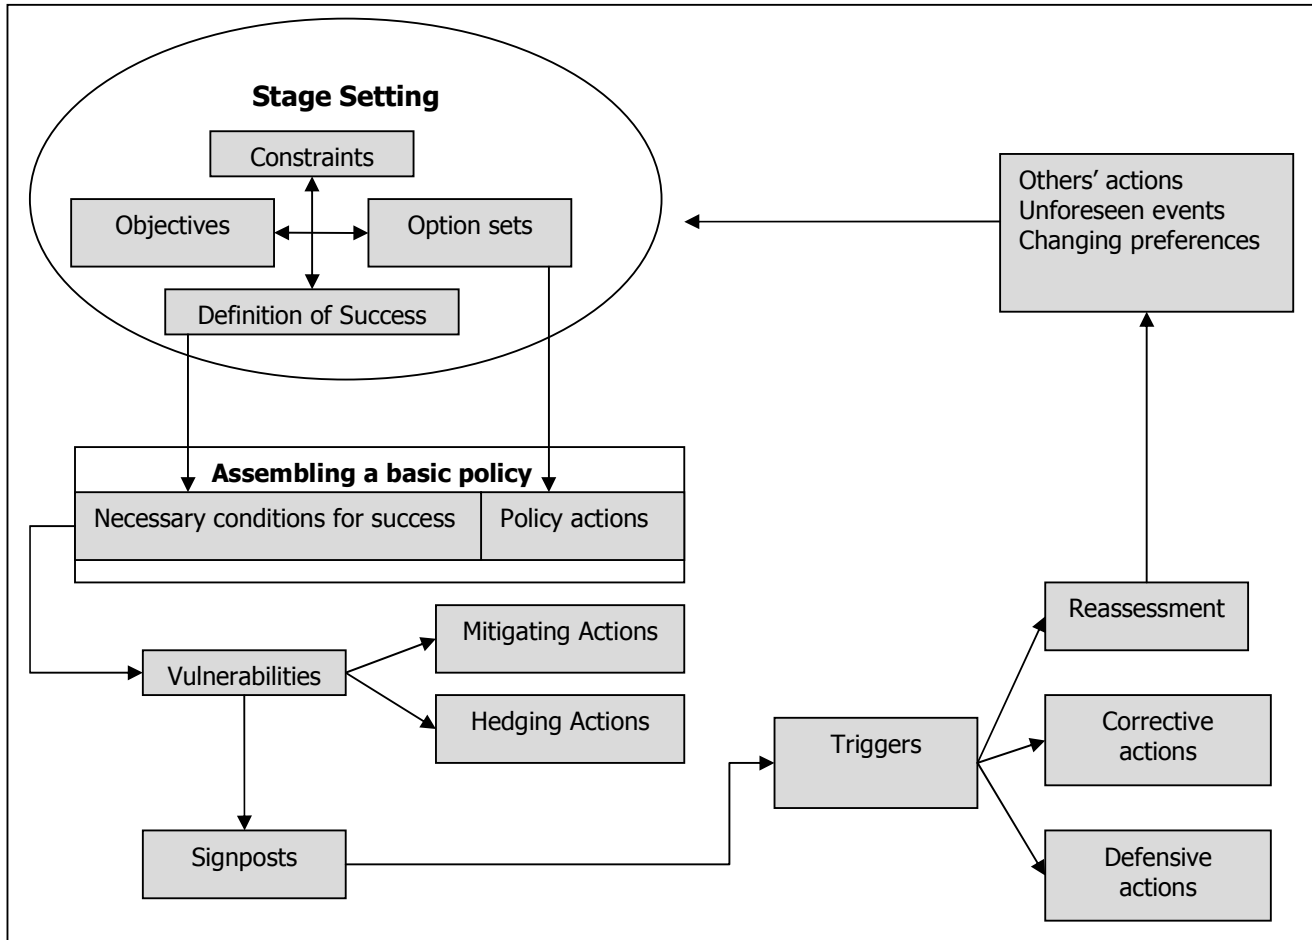 Stage Setting
Constraints
Objectives
Option sets
Definition of Success
Others’ actions
Unforeseen events
Changing preferences
Assembling a basic policy
Necessary conditions for success
Policy actions
Mitigating Actions
Vulnerabilities
Hedging Actions
Signposts
Triggers
Reassessment
Corrective
actions
Defensive
actions